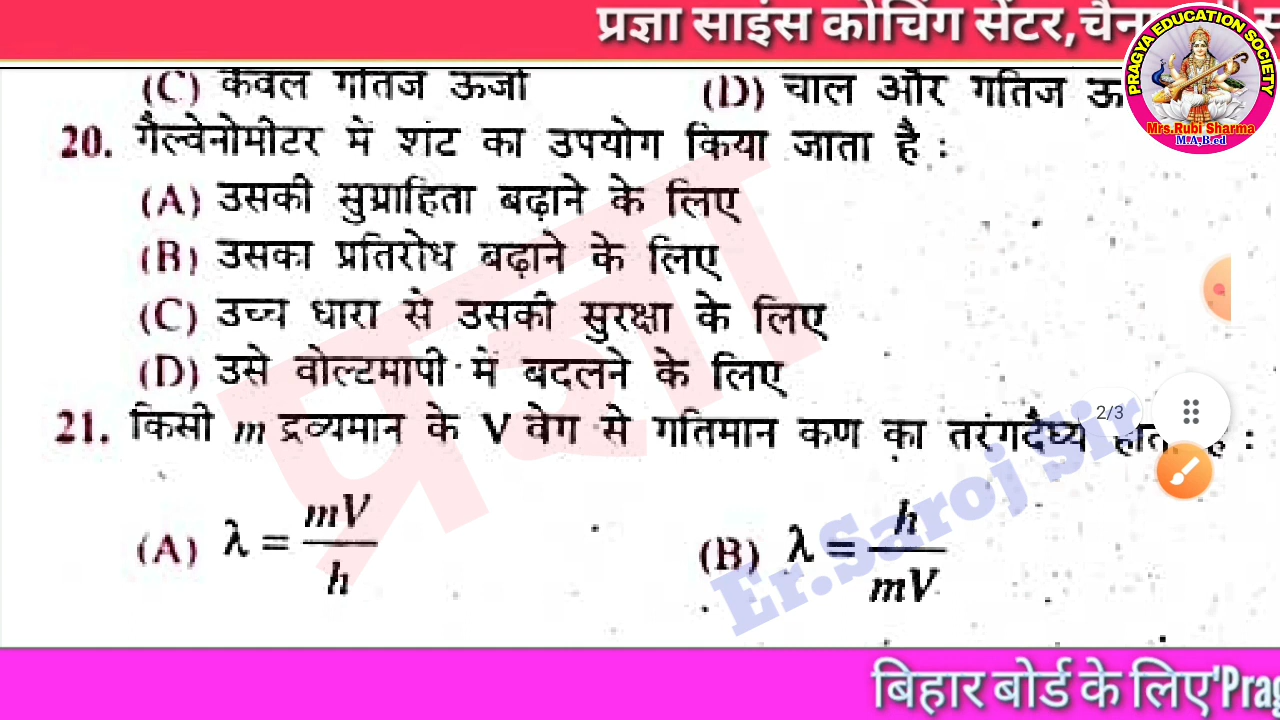 प्रज्ञा साइंस कोचिंग सेंटर,चैन
PRAGYA EDUCATION SOCIETY
Mrs.Rubi Sharma
M.A,B.ed
(C) केवल गतिज ऊर्जा (D) चाल और गतिज ऊ
20. गैल्वेनोमीटर में शंट का उपयोग किया जाता है :
(A) उसकी सुग्राहिता बढ़ाने के लिए
(B) उसका प्रतिरोध बढ़ाने के लिए
(C) उच्च धारा से उसकी सुरक्षा के लिए
(D) उसे वोल्टमापी में बदलने के लिए
2/3
21. किसी m द्रव्यमान के V वेग से गतिमान कण का तरंगदैर्घ्य होता है :
(A) λ = mV/h (B) λ = h/mV
प्रज्ञा
Er.Saroj Sir
बिहार बोर्ड के लिए'Prag